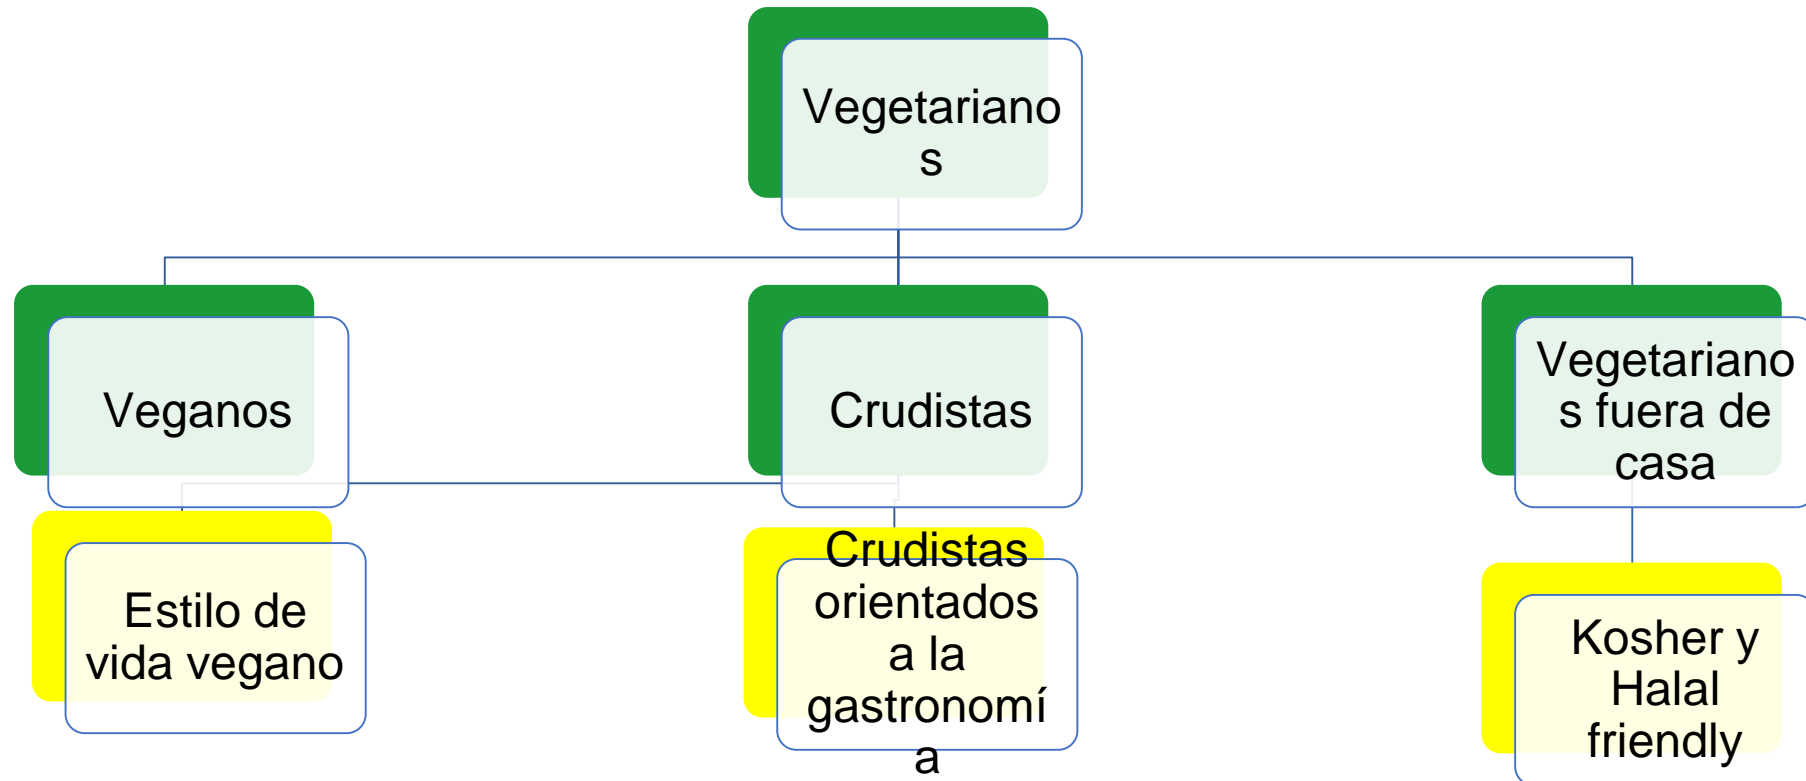 Vegetariano
s
Veganos
Crudistas
Vegetariano
s fuera de
casa
Estilo de
vida vegano
Crudistas
orientados
a la
gastronomí
a
Kosher y
Halal
friendly